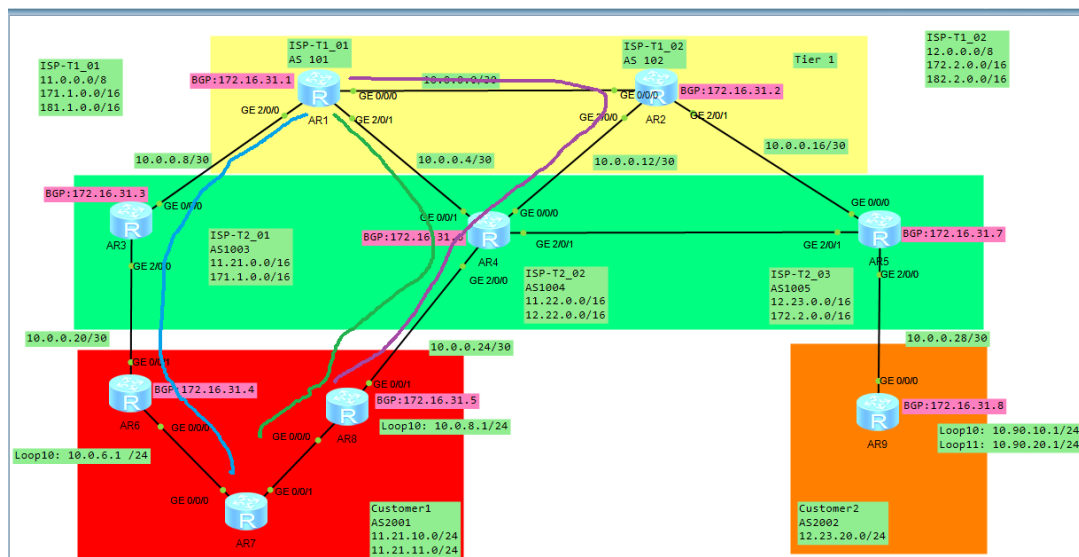 ISP-T1_01
AS 101
ISP-T1_02
AS 102
Tier 1
ISP-T1_02
12.0.0.0/8
172.2.0.0/16
182.2.0.0/16
ISP-T1_01
11.0.0.0/8
171.1.0.0/16
181.1.0.0/16
BGP:172.16.31.1
GE 0/0/0
GE 0/0/0
BGP:172.16.31.2
GE 2/0/0
AR1
GE 2/0/1
GE 2/0/0
AR2
GE 2/0/1
10.0.0.8/30
10.0.0.4/30
10.0.0.12/30
10.0.0.16/30
BGP:172.16.31.3
GE 0/0/0
AR3
GE 2/0/0
ISP-T2_01
AS1003
11.21.0.0/16
171.1.0.0/16
GE 0/0/1
GE 0/0/0
AR4
GE 2/0/1
GE 2/0/0
GE 0/0/0
GE 2/0/1
BGP:172.16.31.7
AR5
GE 2/0/0
ISP-T2_02
AS1004
11.22.0.0/16
12.22.0.0/16
ISP-T2_03
AS1005
12.23.0.0/16
172.2.0.0/16
10.0.0.20/30
10.0.0.24/30
10.0.0.28/30
GE 0/0/1
BGP:172.16.31.4
AR6
GE 0/0/0
Loop10: 10.0.6.1 /24
GE 0/0/1
BGP:172.16.31.5
AR8
Loop10: 10.0.8.1/24
GE 0/0/0
GE 0/0/0
GE 0/0/1
AR7
Customer1
AS2001
11.21.10.0/24
11.21.11.0/24
GE 0/0/0
BGP:172.16.31.8
AR9
Loop10: 10.90.10.1/24
Loop11: 10.90.20.1/24
Customer2
AS2002
12.23.20.0/24